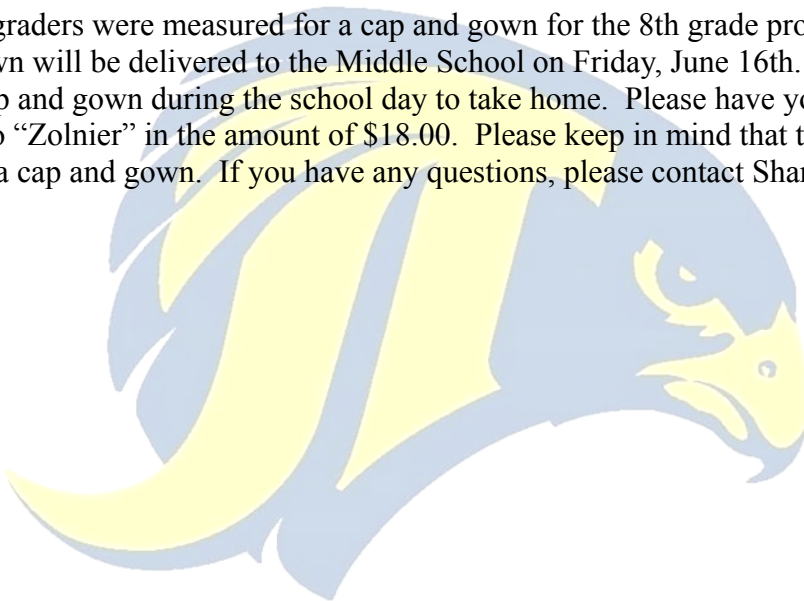 graders were measured for a cap and gown for the 8th grade pro
wn will be delivered to the Middle School on Friday, June 16th.
p and gown during the school day to take home.  Please have yo
o “Zolnier” in the amount of $18.00.  Please keep in mind that t
a cap and gown.  If you have any questions, please contact Shar